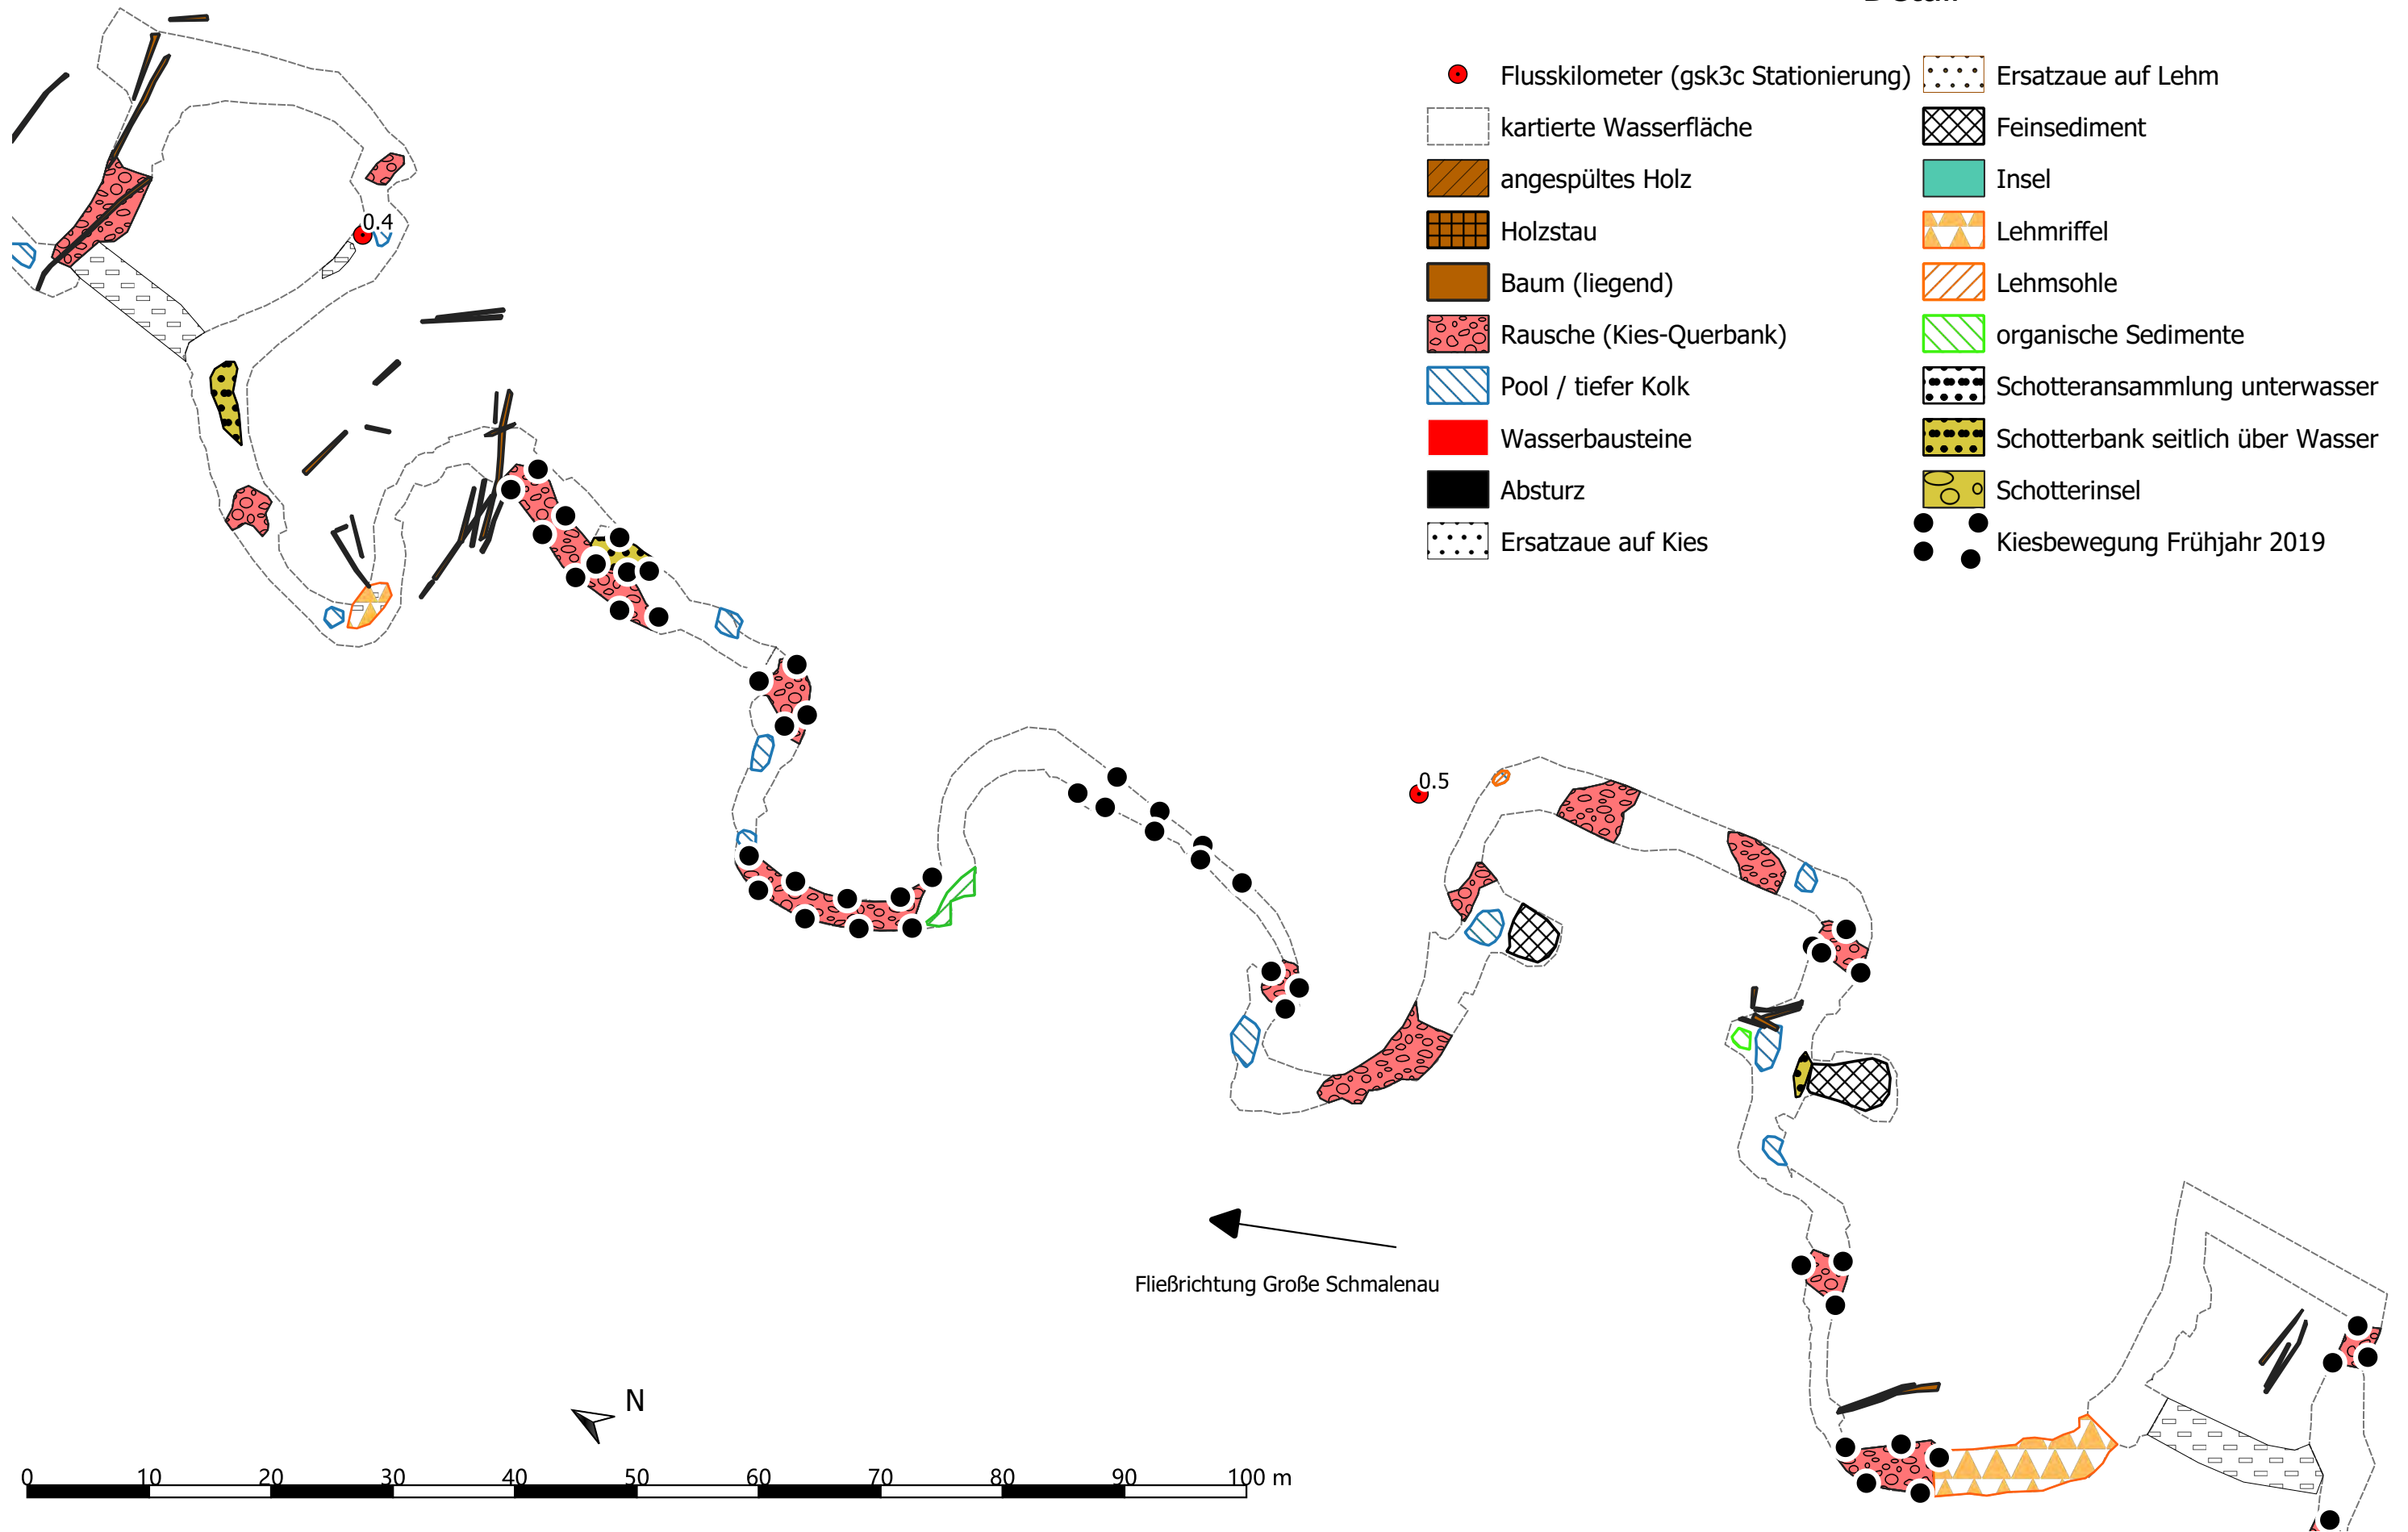 Flusskilometer (gsk3c Stationierung)
kartierte Wasserfläche
angespültes Holz
Holzstau
Baum (liegend)
Rausche (Kies-Querbank)
Pool / tiefer Kolk
Wasserbausteine
Absturz
Ersatzaue auf Kies
Ersatzaue auf Lehm
Feinsediment
Insel
Lehmriffel
Lehmsohle
organische Sedimente
Schotteransammlung unterwasser
Schotterbank seitlich über Wasser
Schotterinsel
Kiesbewegung Frühjahr 2019
0.4
0.5
Fließrichtung Große Schmalenau
N
0 10 20 30 40 50 60 70 80 90 100 m